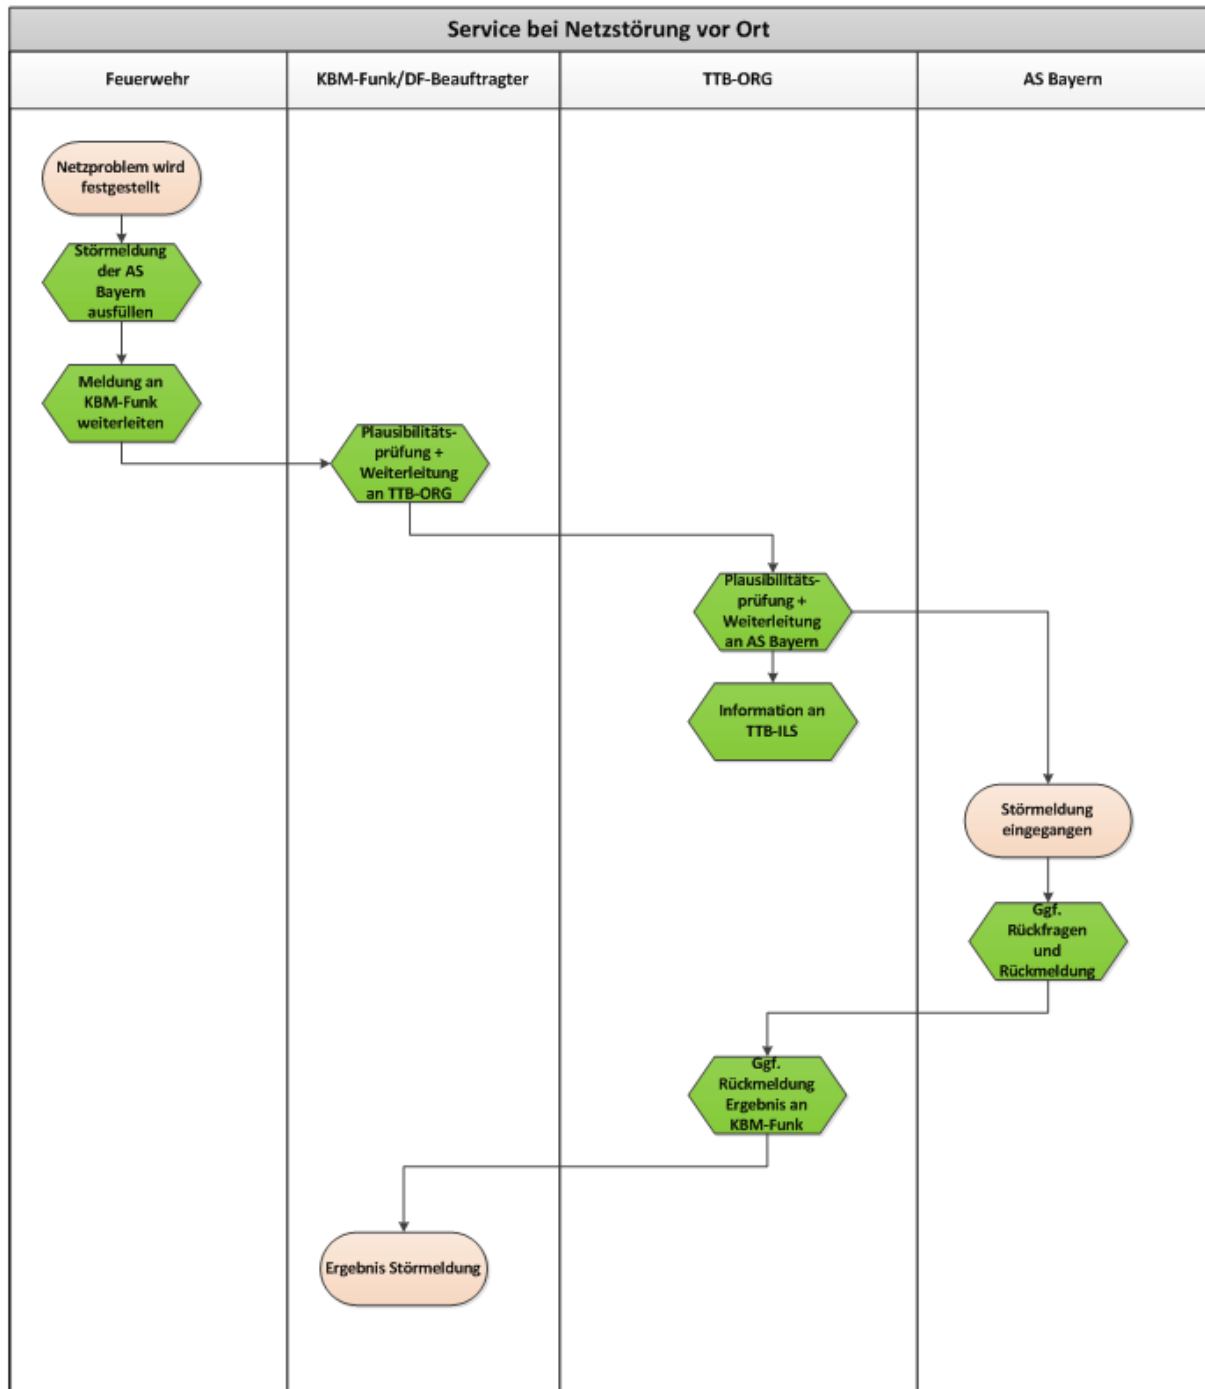 Service bei Netzstörung vor Ort
Feuerwehr
KBM-Funk/DF-Beauftragter
TTB-ORG
AS Bayern
Netzproblem wird
festgestellt
Störmeldung
der AS
Bayern
ausfüllen
Meldung an
KBM-Funk
weiterleiten
Plausibilitäts-
prüfung +
Weiterleitung
an TTB-ORG
Plausibilitäts-
prüfung +
Weiterleitung
an AS Bayern
Information an
TTB-ILS
Störmeldung
eingegangen
Ggf.
Rückfragen
und
Rückmeldung
Ggf.
Rückmeldung
Ergebnis an
KBM-Funk
Ergebnis Störmeldung